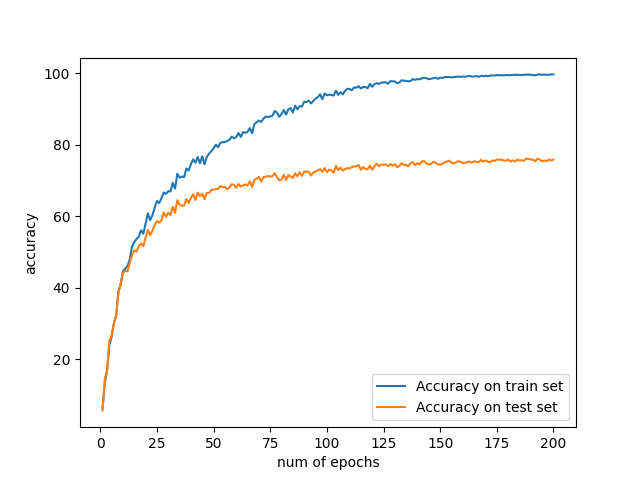 100
80
60
40
20
accuracy
0 25 50 75 100 125 150 175 200
num of epochs
Accuracy on train set
Accuracy on test set